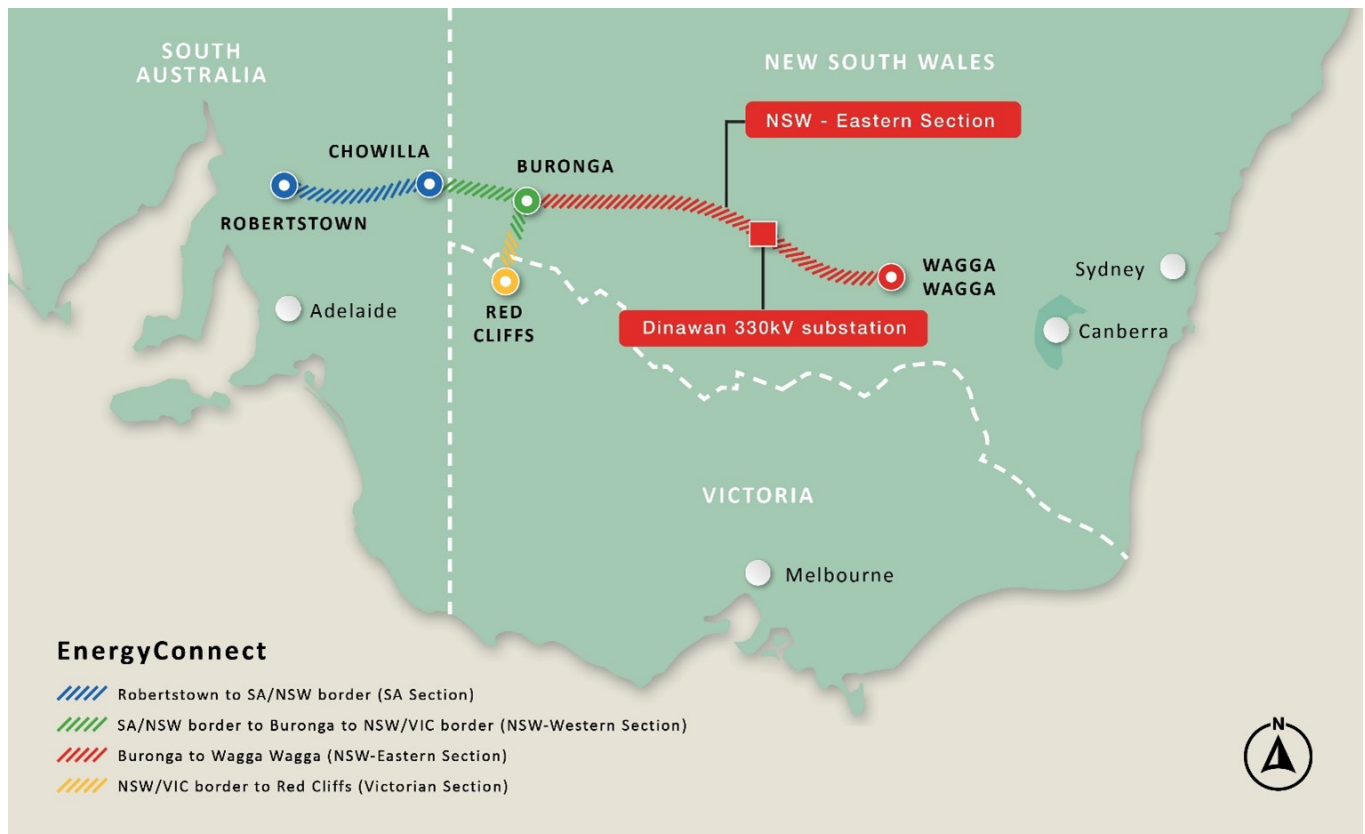 SOUTH
AUSTRALIA
NEW SOUTH WALES
NSW - Eastern Section
CHOWILLA
BURONGA
ROBERTSTOWN
WAGGA
WAGGA
Sydney
Adelaide
RED
CLIFFS
Dinawan 330kV substation
Canberra
VICTORIA
Melbourne
EnergyConnect
Robertstown to SA/NSW border (SA Section)
SA/NSW border to Buronga to NSW/VIC border (NSW-Western Section)
Buronga to Wagga Wagga (NSW-Eastern Section)
NSW/VIC border to Red Cliffs (Victorian Section)
N